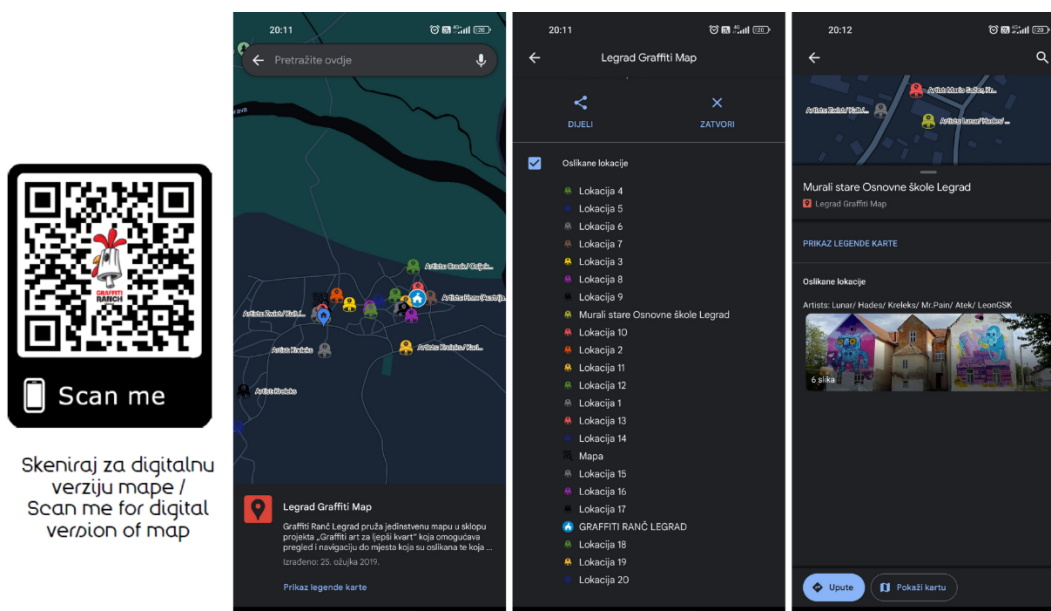 GRAFFITI
RANCH
Scan me
Skeniraj za digitalnu
verziju mape /
Scan me for digital
version of map
20:11
Pretražite ovdje
Artists: Kreleks
Artist: Kreleks
Legrad Graffiti Map
Graffiti Ranč Legrad pruža jedinstvenu mapu u sklopu
projekta „Graffiti art za ljepši kvart“ koja omogućava
pregled i navigaciju do mjesta koja su oslikana te koja ...
Izrađeno: 25. ožujka 2019.
Prikaz legende karte
20:11
Legrad Graffiti Map
DIJELI
ZATVORI
Oslikane lokacije
Lokacija 4
Lokacija 5
Lokacija 6
Lokacija 7
Lokacija 3
Lokacija 8
Lokacija 9
Murali stare Osnovne škole Legrad
Lokacija 10
Lokacija 2
Lokacija 11
Lokacija 12
Lokacija 1
Lokacija 13
Lokacija 14
Mapa
Lokacija 15
Lokacija 16
Lokacija 17
GRAFFITI RANČ LEGRAD
Lokacija 18
Lokacija 19
Lokacija 20
20:12
Artists: Lunar/ Hades/ ...
Murali stare Osnovne škole Legrad
Legrad Graffiti Map
PRIKAZ LEGENDE KARTE
Oslikane lokacije
Artists: Lunar/ Hades/ Kreleks/ Mr.Pain/ Atek/ LeonGSK
6 slika
Upute
Pokaži kartu